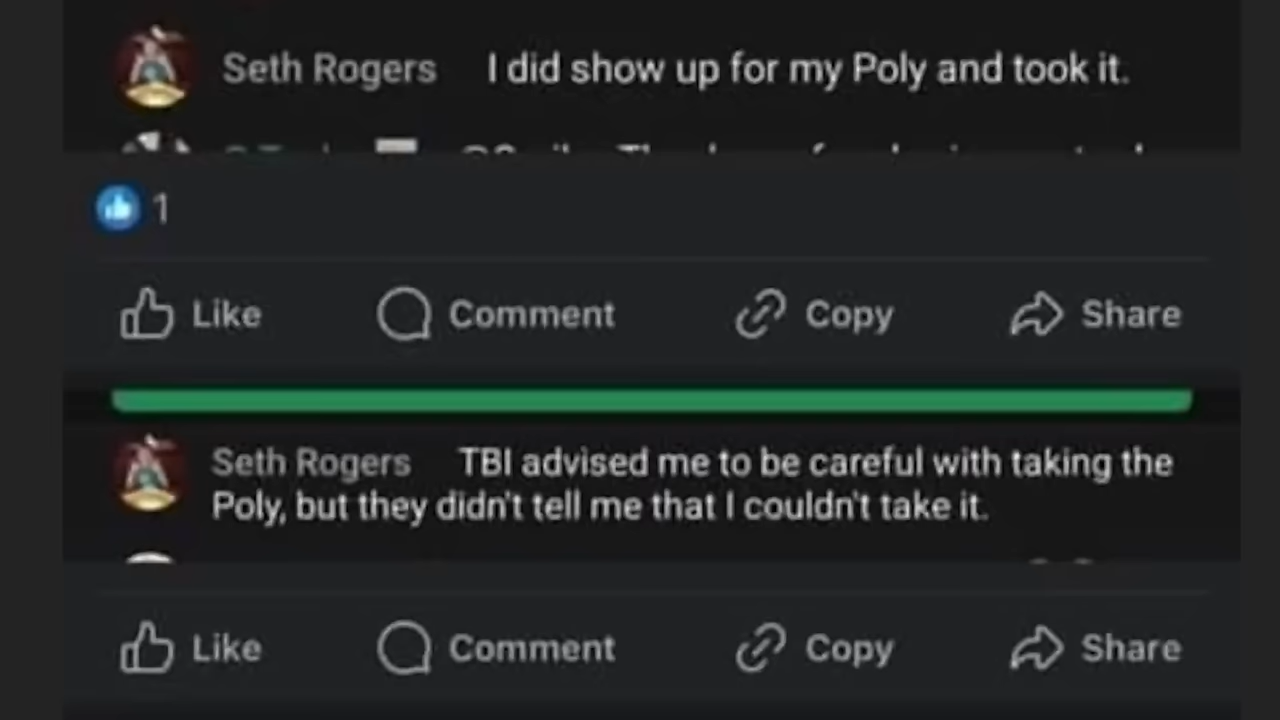 Seth Rogers I did show up for my Poly and took it.
1
Like Comment Copy Share
Seth Rogers TBI advised me to be careful with taking the
Poly, but they didn't tell me that I couldn't take it.
Like Comment Copy Share